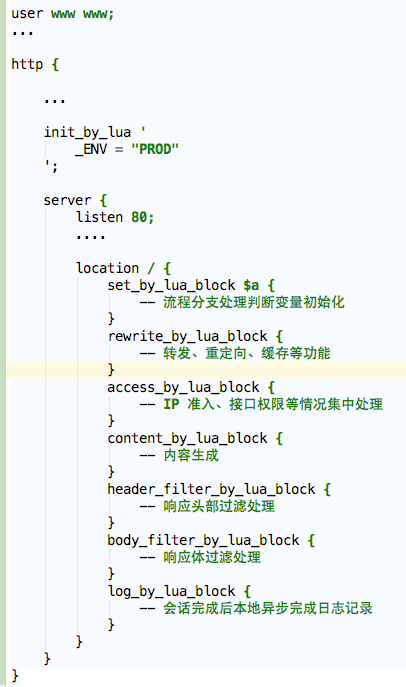 user www www;
...
http {
...
init_by_lua '
_ENV = "PROD"
';
server {
listen 80;
....
location / {
set_by_lua_block $a {
-- 流程分支处理判断变量初始化
}
rewrite_by_lua_block {
-- 转发、重定向、缓存等功能
}
access_by_lua_block {
-- IP 准入、接口权限等情况集中处理
}
content_by_lua_block {
-- 内容生成
}
header_filter_by_lua_block {
-- 响应头部过滤处理
}
body_filter_by_lua_block {
-- 响应体过滤处理
}
log_by_lua_block {
-- 会话完成后本地异步完成日志记录
}
}
}
}